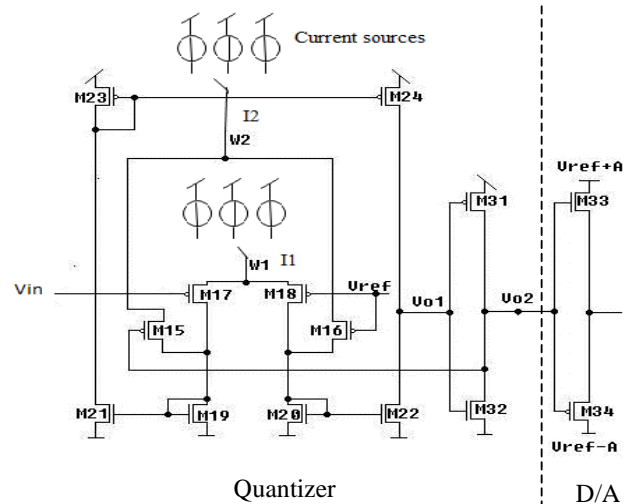 Current sources
M23
M24
I2
W2
Vref+A
M31
M33
I1
W1
Vin
M17
M18
Vref
Vo1
Vo2
M15
M16
M21
M19
M20
M22
M32
M34
Vref-A
Quantizer
D/A